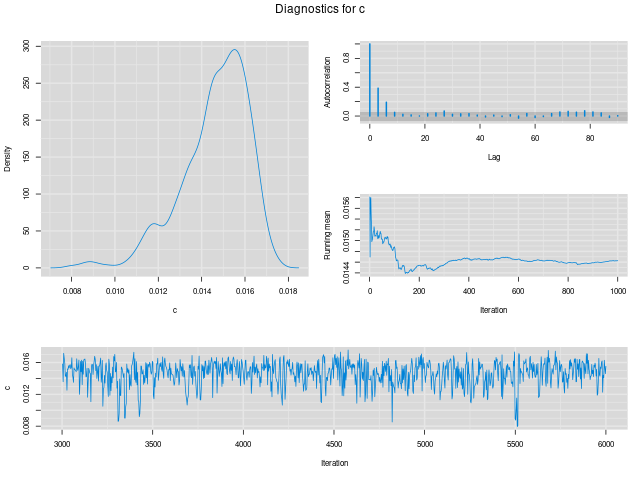 Diagnostics for c
Density
0 50 100 150 200 250 300
0.008 0.010 0.012 0.014 0.016 0.018
c
Autocorrelation
0.0 0.4 0.8
0 20 40 60 80
Lag
Running mean
0.0144 0.0150 0.0156
0 200 400 600 800 1000
Iteration
c
0.008 0.012 0.016
3000 3500 4000 4500 5000 5500 6000
Iteration